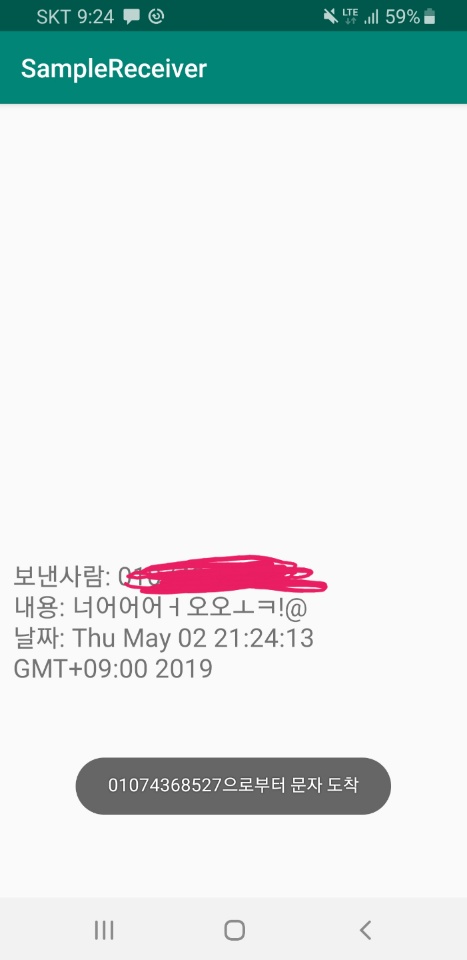 SKT 9:24 LTE 59%
SampleReceiver
보낸사람:
내용: 너어어어ㅓ오오ㅗㅋ!@
날짜: Thu May 02 21:24:13
GMT+09:00 2019
01074368527으로부터 문자 도착